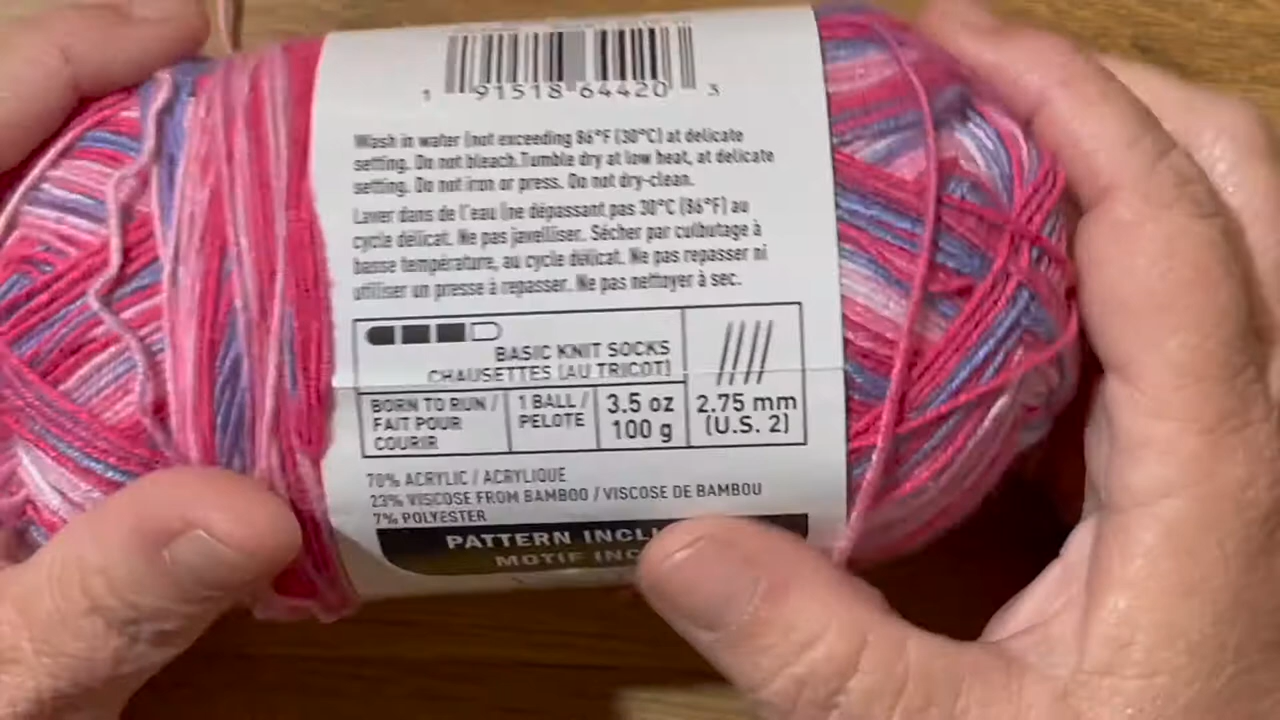 1 91518 64420 3
Wash in water (not exceeding 86°F (30°C) at delicate
setting. Do not bleach.Tumble dry at low heat, at delicate
setting. Do not iron or press. Do not dry-clean.
Laver dans de l'eau (ne dépassant pas 30°C (86°F) au
cycle délicat. Ne pas javelliser. Sécher par culbutage à
basse température, au cycle délicat. Ne pas repasser ni
utiliser un presse à repasser. Ne pas nettoyer à sec.
BASIC KNIT SOCKS
CHAUSETTES (AU TRICOT)
BORN TO RUN /
FAIT POUR
COURIR
1 BALL /
PELOTE
3.5 oz
100 g
2.75 mm
(U.S. 2)
70% ACRYLIC / ACRYLIQUE
23% VISCOSE FROM BAMBOO / VISCOSE DE BAMBOU
7% POLYESTER
PATTERN
MOTIF